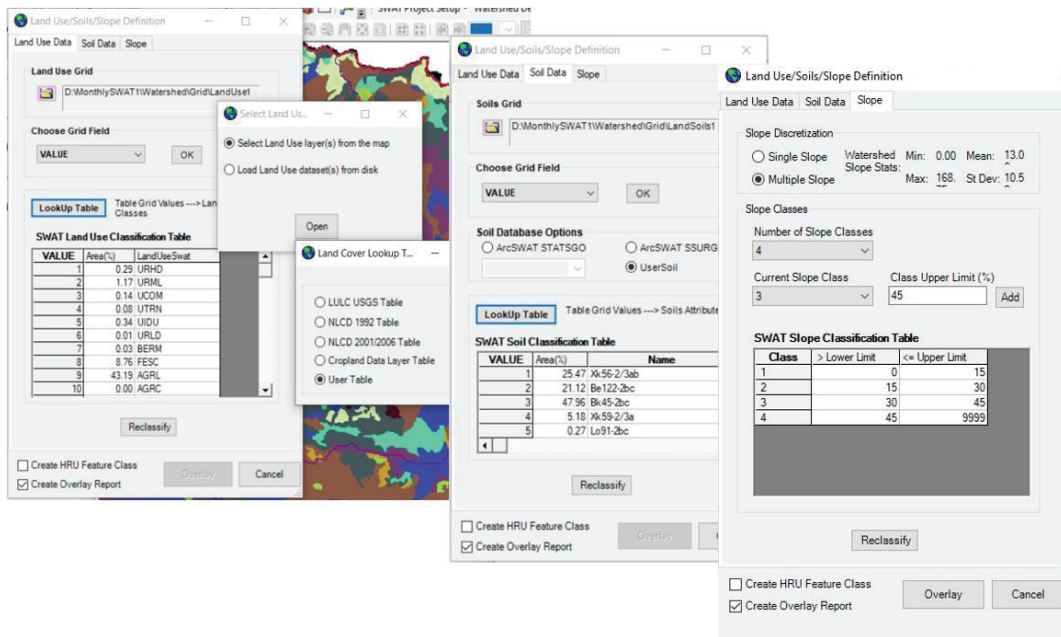 SWAT Project Setup - Watershed De
Land Use/Soils/Slope Definition
Land Use Data Soil Data Slope
Land Use Grid
D:\MonthlySWAT1\Watershed\Grid\LandUse1
Choose Grid Field
VALUE OK
LookUp Table Table Grid Values ---> Lan
Classes
SWAT Land Use Classification Table
VALUE Area(%) LandUseSwat
1 0.29 URHD
2 1.17 URML
3 0.14 UCOM
4 0.08 UTRN
5 0.34 UIDU
6 0.01 URLD
7 0.03 BERM
8 8.76 FESC
9 43.19 AGRL
10 0.00 AGRC
Reclassify
Create HRU Feature Class
Create Overlay Report
Overlay Cancel
Select Land Us...
Select Land Use layer(s) from the map
Load Land Use dataset(s) from disk
Open
Land Cover Lookup T...
LULC USGS Table
NLCD 1992 Table
NLCD 2001/2006 Table
Cropland Data Layer Table
User Table
Land Use/Soils/Slope Definition
Land Use Data Soil Data Slope
Soils Grid
D:\MonthlySWAT1\Watershed\Grid\LandSoils1
Choose Grid Field
VALUE OK
Soil Database Options
ArcSWAT STATSGO ArcSWAT SSURG
UserSoil
LookUp Table Table Grid Values ---> Soils Attribute
SWAT Soil Classification Table
VALUE Area(%) Name
1 25.47 Xk56-2/3ab
2 21.12 Be122-2bc
3 47.96 Bk45-2bc
4 5.18 Xk59-2/3a
5 0.27 Lo91-2bc
Reclassify
Create HRU Feature Class
Create Overlay Report
Overlay
Land Use/Soils/Slope Definition
Land Use Data Soil Data Slope
Slope Discretization
Single Slope Watershed Min: 0.00 Mean: 13.0
Slope Stats:
Multiple Slope Max: 168. St Dev: 10.5
Slope Classes
Number of Slope Classes
4
Current Slope Class Class Upper Limit (%)
3 45 Add
SWAT Slope Classification Table
Class > Lower Limit <= Upper Limit
1 0 15
2 15 30
3 30 45
4 45 9999
Reclassify
Create HRU Feature Class
Create Overlay Report
Overlay Cancel